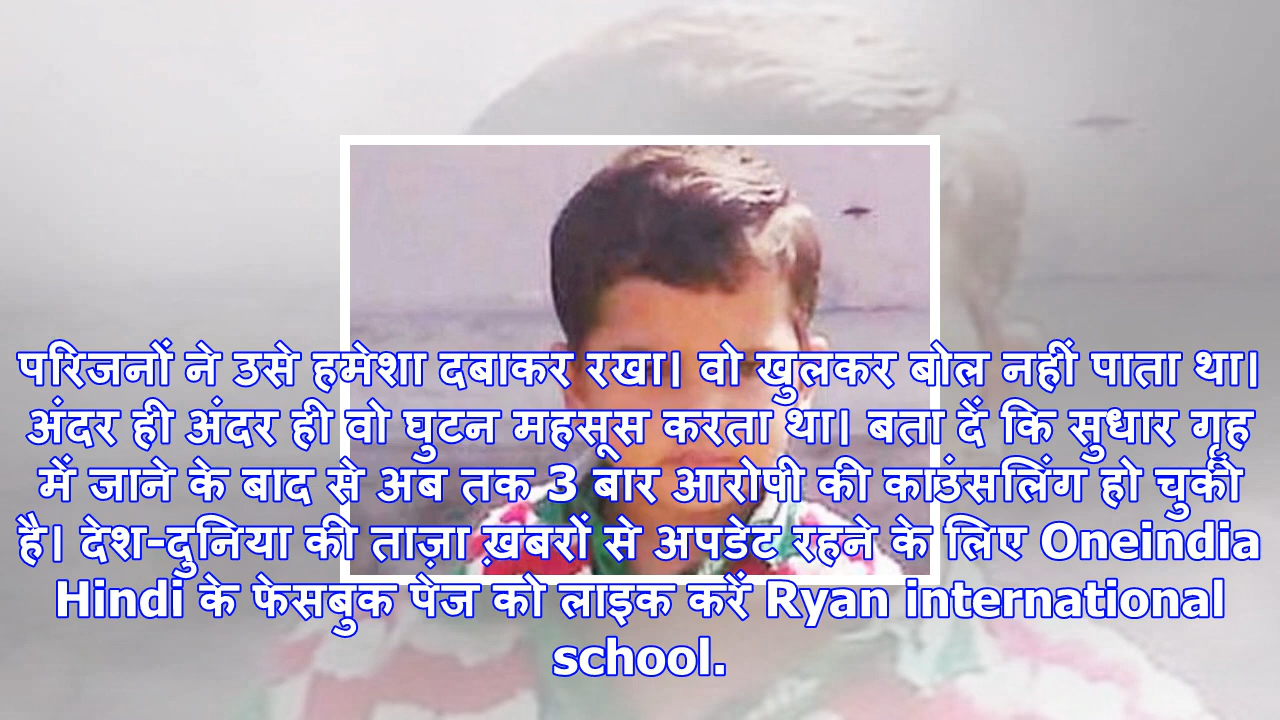 परिजनों ने उसे हमेशा दबाकर रखा। वो खुलकर बोल नहीं पाता था।
अंदर ही अंदर ही वो घुटन महसूस करता था। बता दें कि सुधार गृह
में जाने के बाद से अब तक 3 बार आरोपी की काउंसलिंग हो चुकी
है। देश-दुनिया की ताज़ा ख़बरों से अपडेट रहने के लिए Oneindia
Hindi के फेसबुक पेज को लाइक करें Ryan international
school.